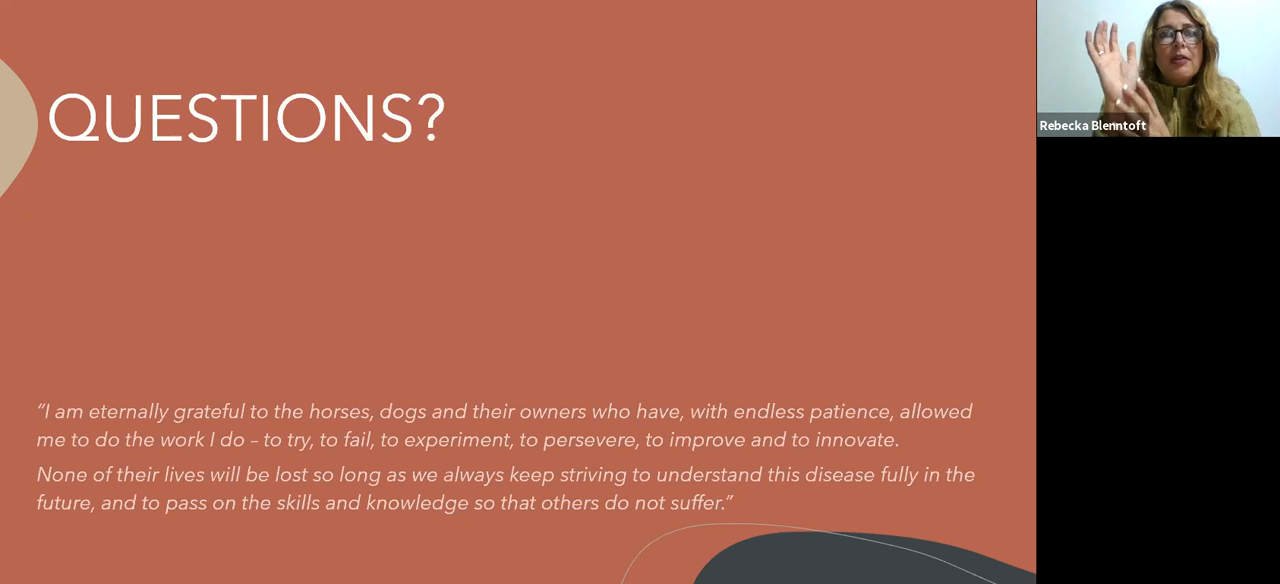 QUESTIONS?
“I am eternally grateful to the horses, dogs and their owners who have, with endless patience, allowed
me to do the work I do – to try, to fail, to experiment, to persevere, to improve and to innovate.
None of their lives will be lost so long as we always keep striving to understand this disease fully in the
future, and to pass on the skills and knowledge so that others do not suffer.”
Rebecka Blenntoft